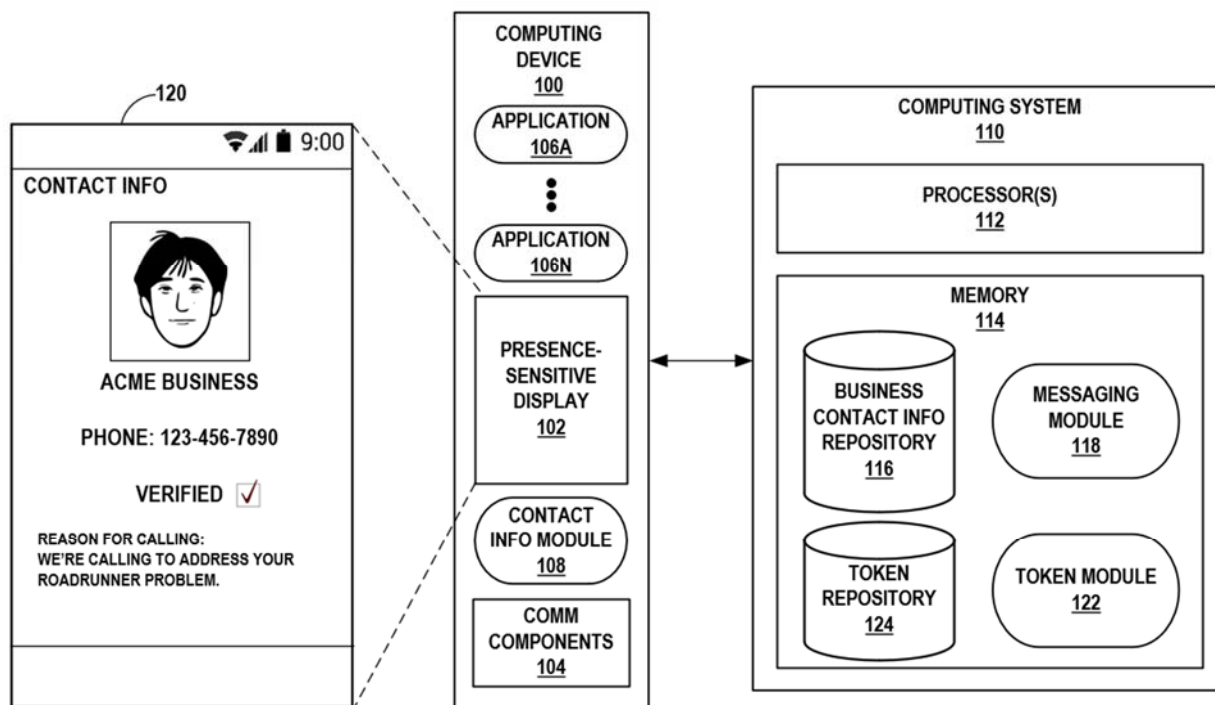 120
9:00
CONTACT INFO
ACME BUSINESS
PHONE: 123-456-7890
VERIFIED
REASON FOR CALLING:
WE'RE CALLING TO ADDRESS YOUR
ROADRUNNER PROBLEM.
COMPUTING
DEVICE
100
APPLICATION
106A
APPLICATION
106N
PRESENCE-
SENSITIVE
DISPLAY
102
CONTACT
INFO MODULE
108
COMM
COMPONENTS
104
COMPUTING SYSTEM
110
PROCESSOR(S)
112
MEMORY
114
BUSINESS
CONTACT INFO
REPOSITORY
116
MESSAGING
MODULE
118
TOKEN
REPOSITORY
124
TOKEN MODULE
122